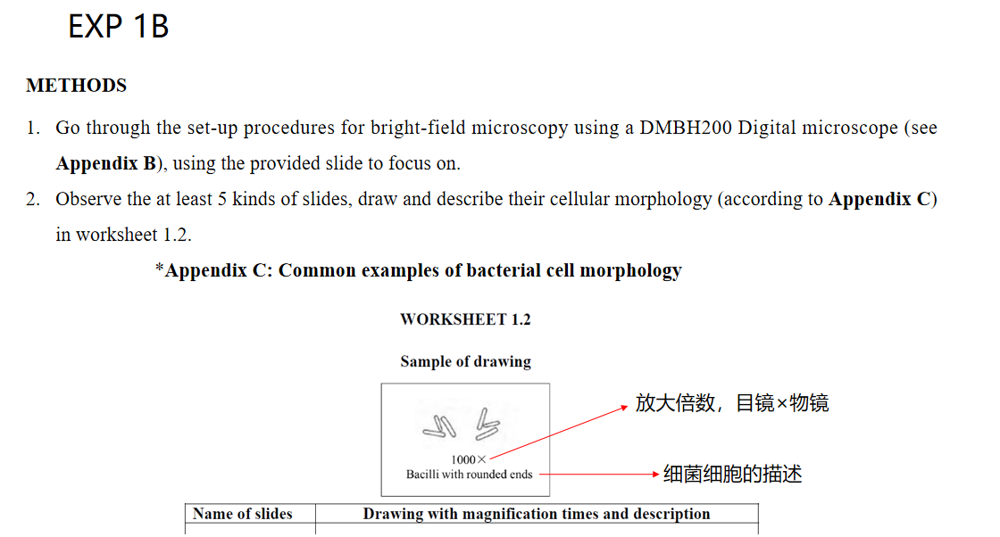 EXP 1B
METHODS
1. Go through the set-up procedures for bright-field microscopy using a DMBH200 Digital microscope (see
Appendix B), using the provided slide to focus on.
2. Observe the at least 5 kinds of slides, draw and describe their cellular morphology (according to Appendix C)
in worksheet 1.2.
*Appendix C: Common examples of bacterial cell morphology
WORKSHEET 1.2
Sample of drawing
放大倍数，目镜×物镜
1000×
Bacilli with rounded ends
细菌细胞的描述
Name of slides Drawing with magnification times and description